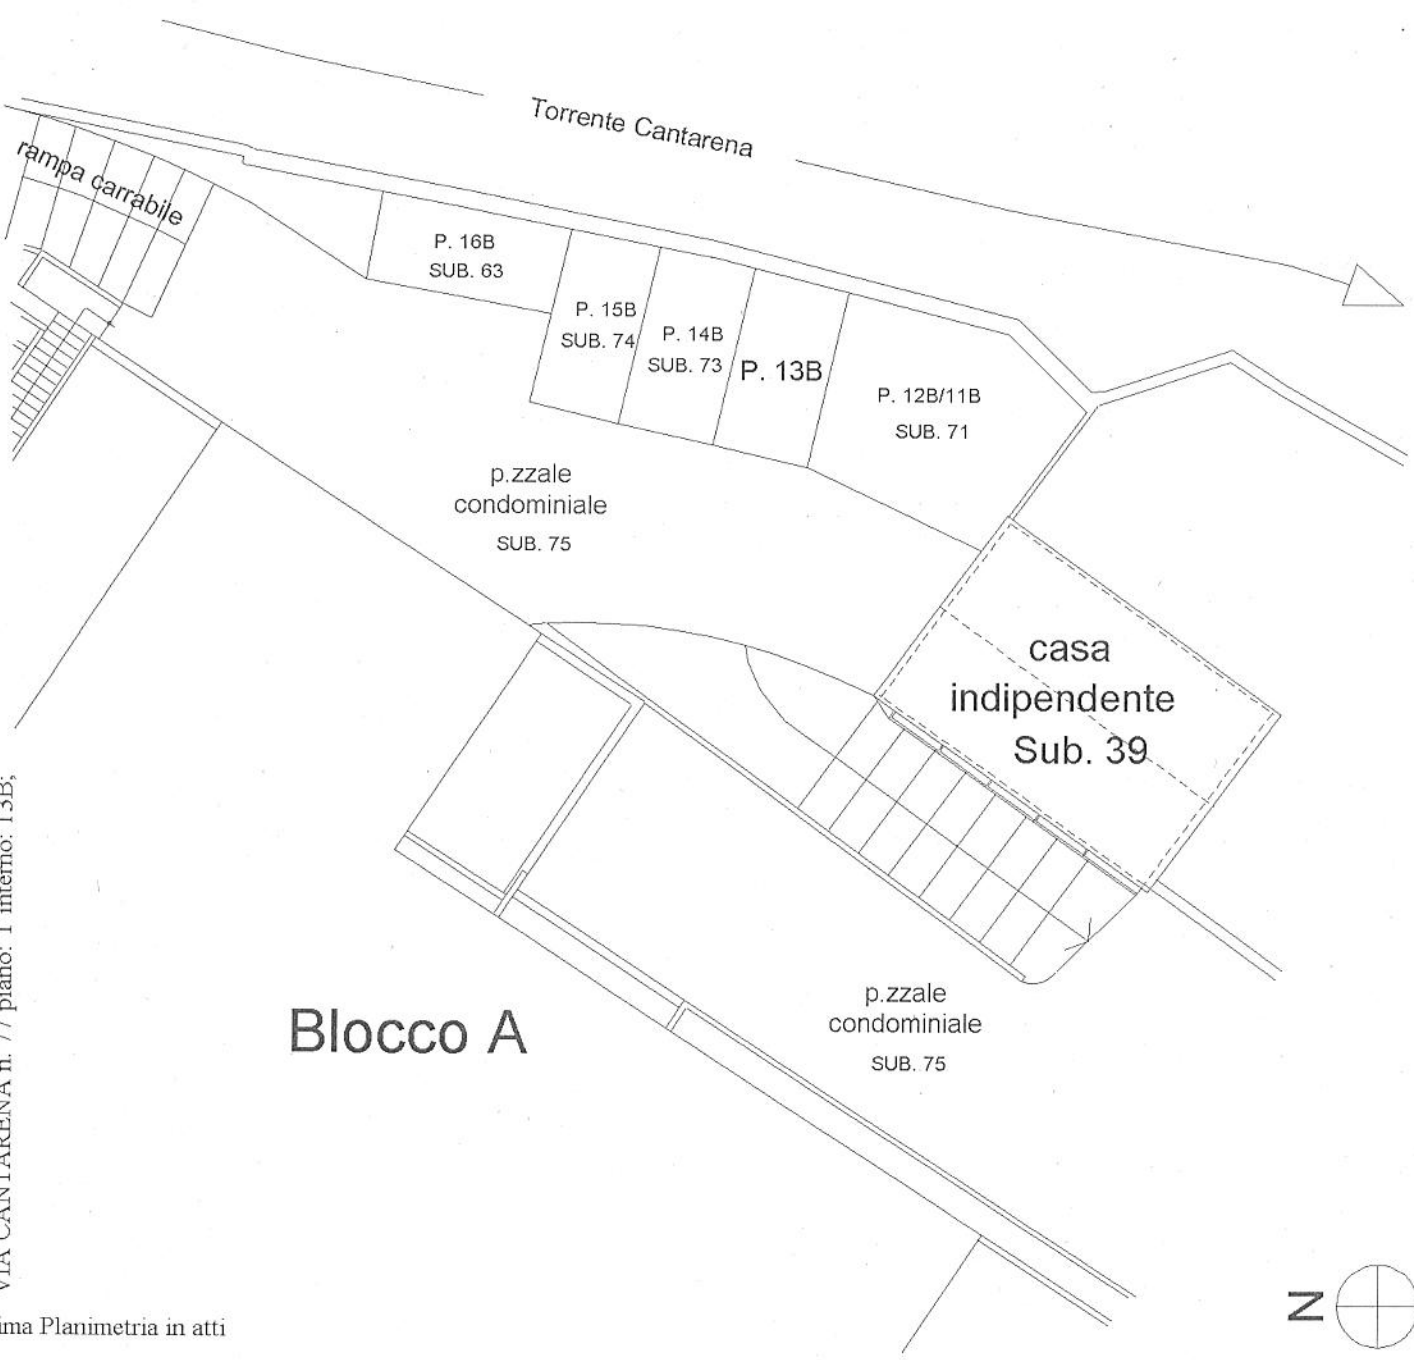 Torrente Cantarena
rampa carrabile
P. 16B
SUB. 63
P. 15B
SUB. 74
P. 14B
SUB. 73
P. 13B
P. 12B/11B
SUB. 71
p.zzale
condominiale
SUB. 75
casa
indipendente
Sub. 39
p.zzale
condominiale
SUB. 75
Blocco A
VIA CANTARENA n. 77 piano: 1 interno: 13B;
ima Planimetria in atti
N